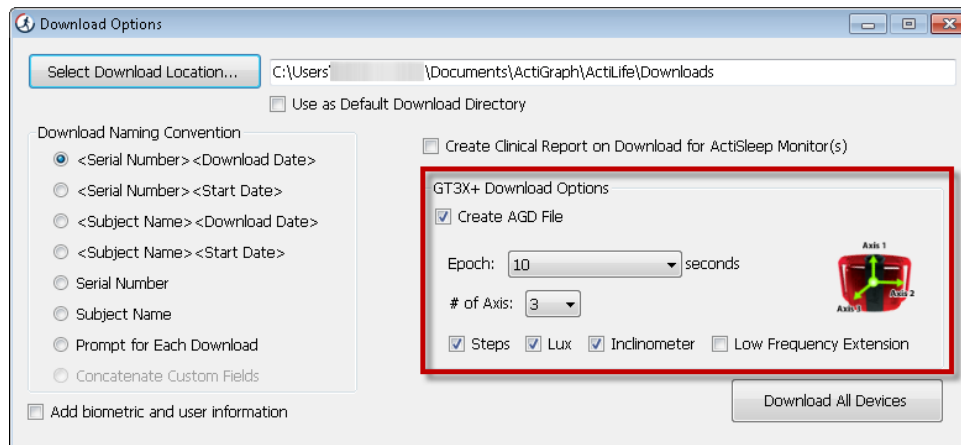 Download Options
Select Download Location...
C:\Users\
\Documents\ActiGraph\ActiLife\Downloads
Use as Default Download Directory
Download Naming Convention
<Serial Number><Download Date>
<Serial Number><Start Date>
<Subject Name><Download Date>
<Subject Name><Start Date>
Serial Number
Subject Name
Prompt for Each Download
Concatenate Custom Fields
Add biometric and user information
Create Clinical Report on Download for ActiSleep Monitor(s)
GT3X+ Download Options
Create AGD File
Epoch: 10 seconds
# of Axis: 3
Axis 1
Axis 2
Axis 3
Steps Lux Inclinometer Low Frequency Extension
Download All Devices